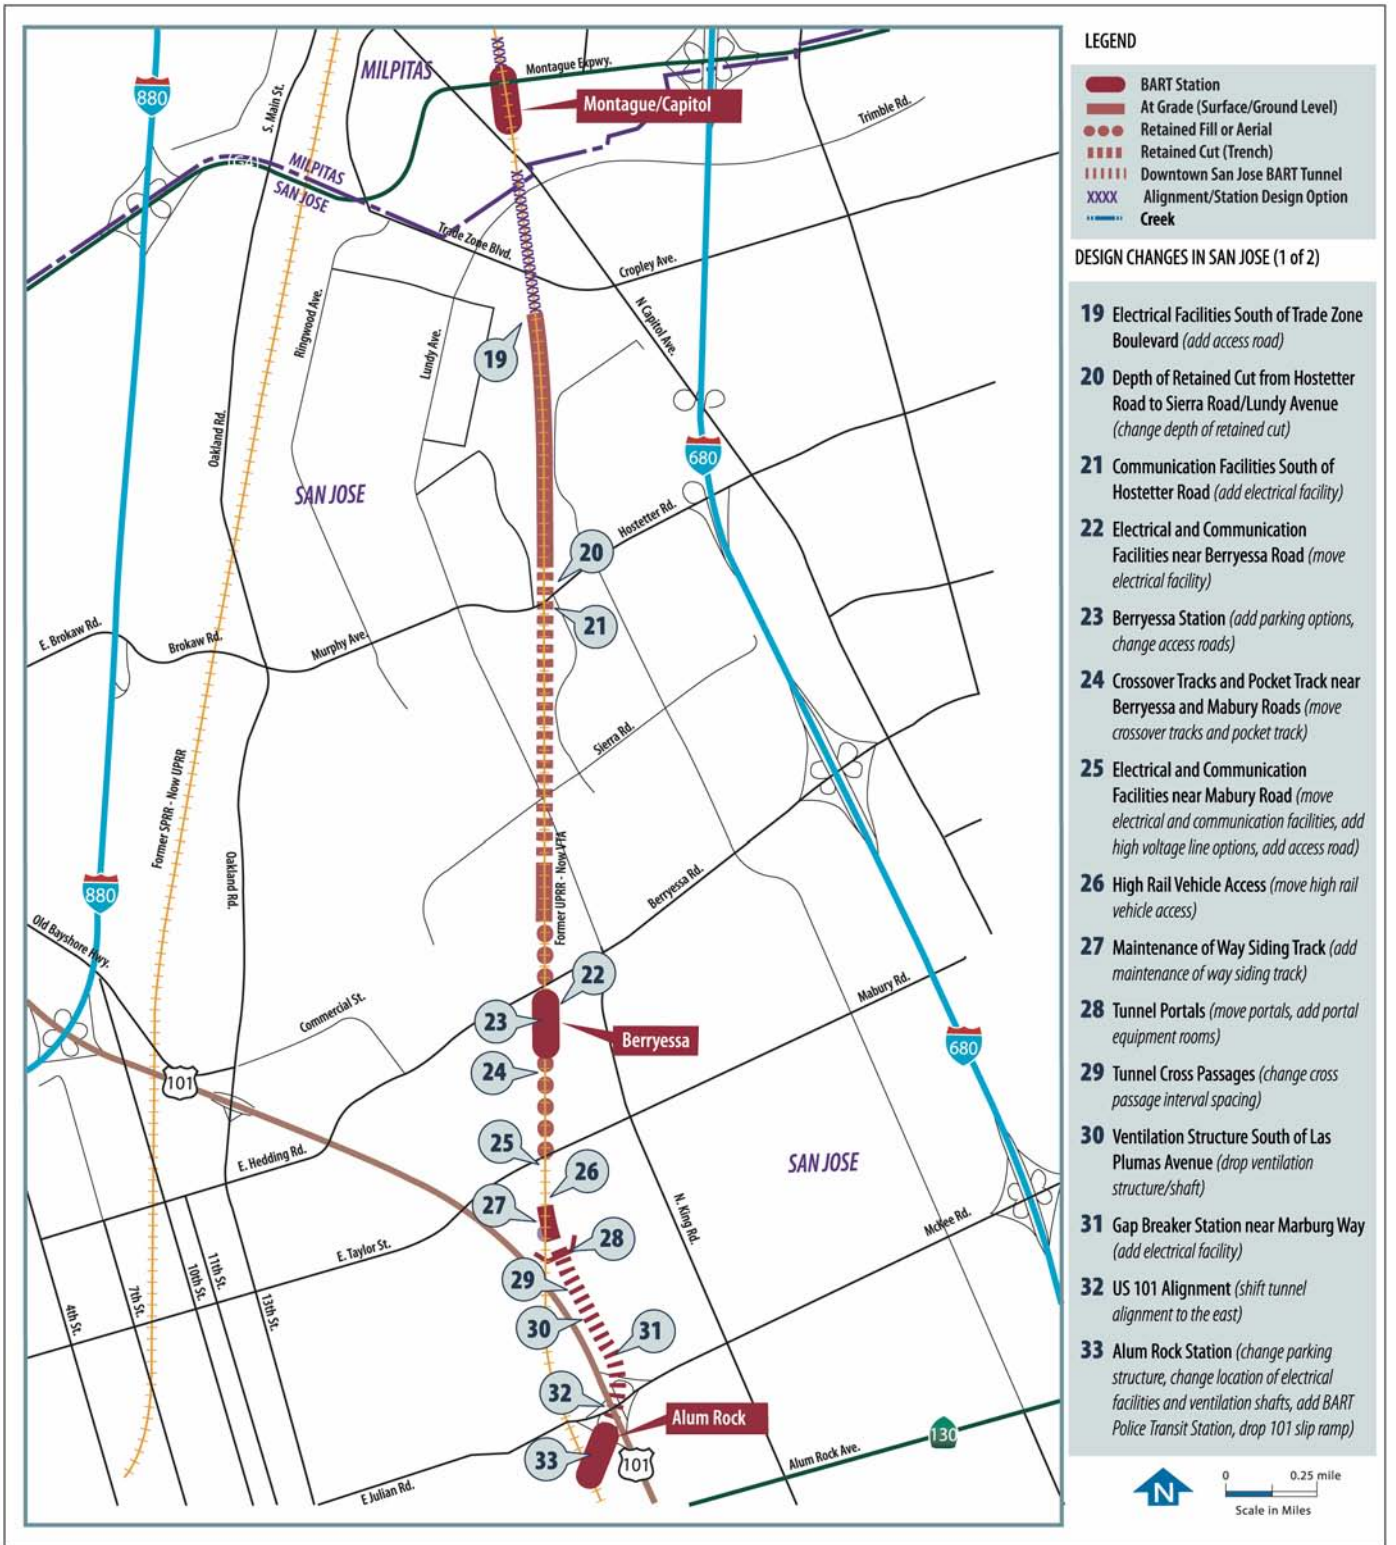 880
S. Main St.
MILPITAS
Montague Expwy.
Montague/Capitol
Trimble Rd.
MILPITAS
SAN JOSE
Trade Zone Blvd.
Cropley Ave.
N Capitol Ave.
Ringwood Ave.
Lundy Ave.
19
Oakland Rd.
680
SAN JOSE
Hostetter Rd.
20
21
E. Brokaw Rd.
Brokaw Rd.
Murphy Ave.
Sierra Rd.
Former SPRR - Now UPRR
Oakland Rd.
Former UPRR - Now VTA
Berryessa Rd.
880
Old Bayshore Hwy.
22
Mabury Rd.
Commercial St.
23
Berryessa
680
24
101
25
E. Hedding Rd.
26
SAN JOSE
27
N. King Rd.
McKee Rd.
28
E. Taylor St.
29
11th St.
10th St.
7th St.
4th St.
13th St.
30
31
32
Alum Rock
33
101
130
Alum Rock Ave.
E Julian Rd.
LEGEND
BART Station
At Grade (Surface/Ground Level)
Retained Fill or Aerial
Retained Cut (Trench)
Downtown San Jose BART Tunnel
XXXX Alignment/Station Design Option
Creek
DESIGN CHANGES IN SAN JOSE (1 of 2)
19 Electrical Facilities South of Trade Zone
Boulevard (add access road)
20 Depth of Retained Cut from Hostetter
Road to Sierra Road/Lundy Avenue
(change depth of retained cut)
21 Communication Facilities South of
Hostetter Road (add electrical facility)
22 Electrical and Communication
Facilities near Berryessa Road (move
electrical facility)
23 Berryessa Station (add parking options,
change access roads)
24 Crossover Tracks and Pocket Track near
Berryessa and Mabury Roads (move
crossover tracks and pocket track)
25 Electrical and Communication
Facilities near Mabury Road (move
electrical and communication facilities, add
high voltage line options, add access road)
26 High Rail Vehicle Access (move high rail
vehicle access)
27 Maintenance of Way Siding Track (add
maintenance of way siding track)
28 Tunnel Portals (move portals, add portal
equipment rooms)
29 Tunnel Cross Passages (change cross
passage interval spacing)
30 Ventilation Structure South of Las
Plumas Avenue (drop ventilation
structure/shaft)
31 Gap Breaker Station near Marburg Way
(add electrical facility)
32 US 101 Alignment (shift tunnel
alignment to the east)
33 Alum Rock Station (change parking
structure, change location of electrical
facilities and ventilation shafts, add BART
Police Transit Station, drop 101 slip ramp)
N
0 0.25 mile
Scale in Miles